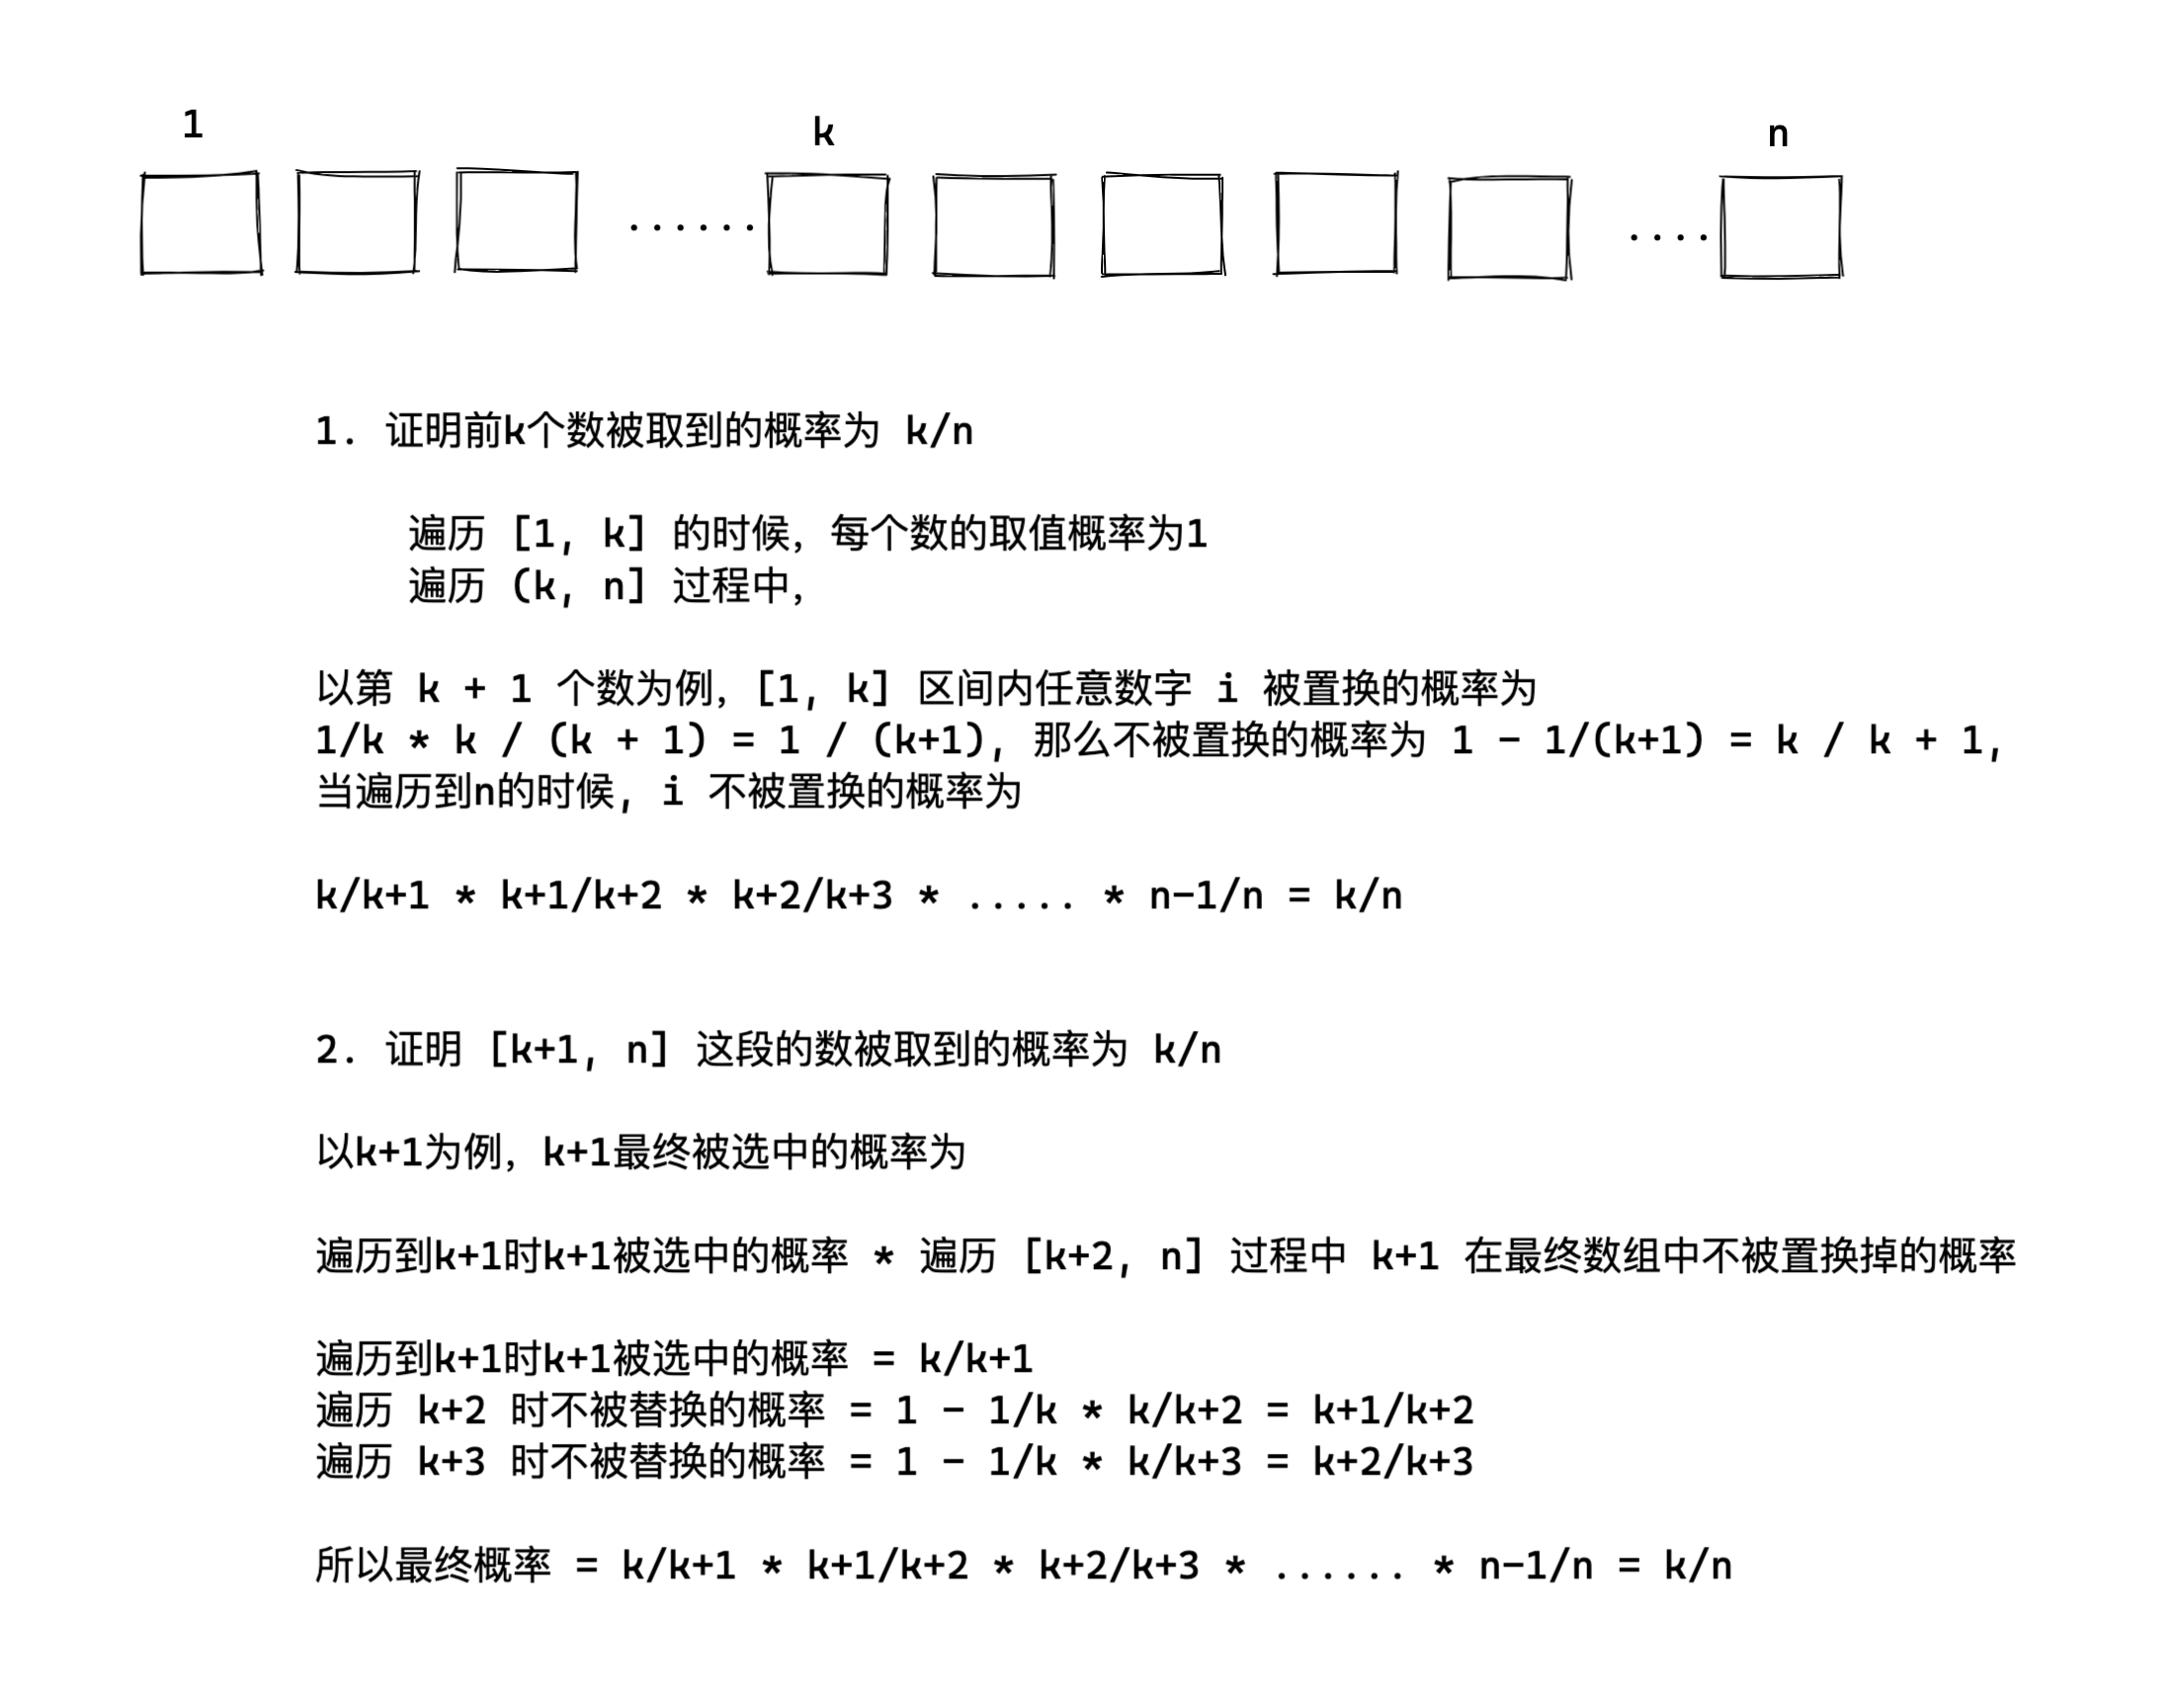 1 k n
...... ....
1. 证明前k个数被取到的概率为 k/n
遍历 [1, k] 的时候，每个数的取值概率为1
遍历 (k, n] 过程中，
以第 k + 1 个数为例，[1, k] 区间内任意数字 i 被置换的概率为
1/k * k / (k + 1) = 1 / (k+1), 那么不被置换的概率为 1 - 1/(k+1) = k / k + 1,
当遍历到n的时候, i 不被置换的概率为
k/k+1 * k+1/k+2 * k+2/k+3 * ..... * n-1/n = k/n
2. 证明 [k+1, n] 这段的数被取到的概率为 k/n
以k+1为例，k+1最终被选中的概率为
遍历到k+1时k+1被选中的概率 * 遍历 [k+2, n] 过程中 k+1 在最终数组中不被置换掉的概率
遍历到k+1时k+1被选中的概率 = k/k+1
遍历 k+2 时不被替换的概率 = 1 - 1/k * k/k+2 = k+1/k+2
遍历 k+3 时不被替换的概率 = 1 - 1/k * k/k+3 = k+2/k+3
所以最终概率 = k/k+1 * k+1/k+2 * k+2/k+3 * ...... * n-1/n = k/n